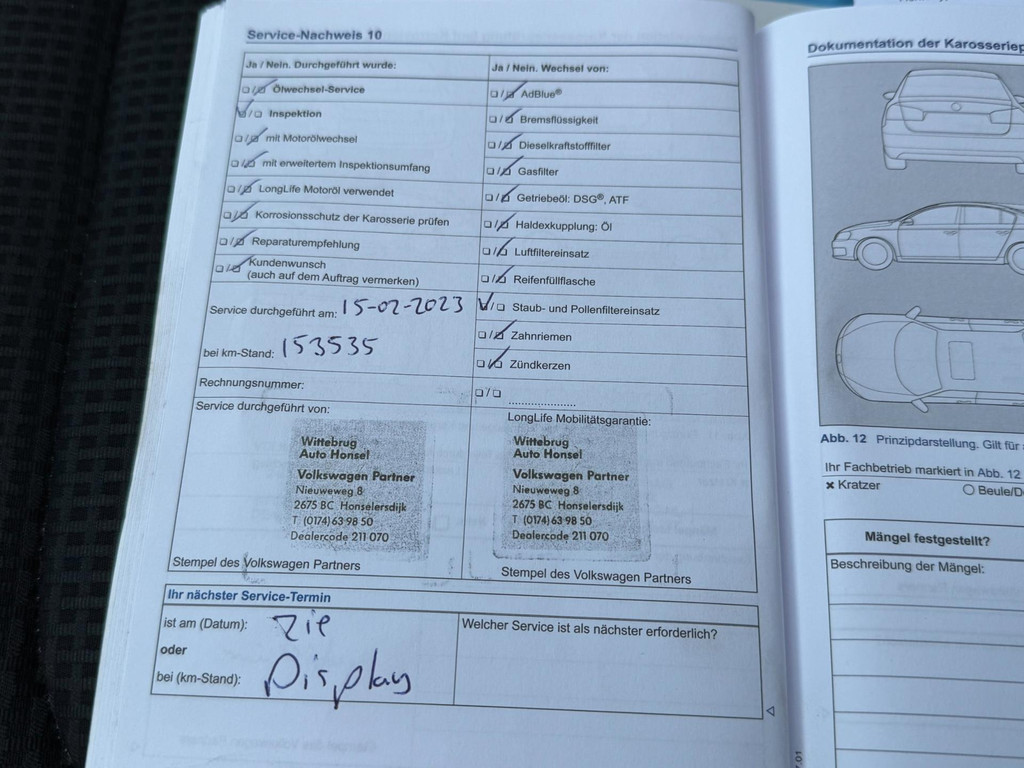 Service-Nachweis 10
Ja / Nein. Durchgeführt wurde:
Ölwechsel-Service
Inspektion
mit Motorölwechsel
mit erweitertem Inspektionsumfang
LongLife Motoröl verwendet
Korrosionsschutz der Karosserie prüfen
Reparaturempfehlung
Kundenwunsch
(auch auf dem Auftrag vermerken)
Service durchgeführt am: 15-02-2023
bei km-Stand: 153535
Rechnungsnummer:
Service durchgeführt von:
Wittebrug
Auto Honsel
Volkswagen Partner
Nieuweweg 8
2675 BC Honselersdijk
T (0174) 63 98 50
Dealercode 211 070
Stempel des Volkswagen Partners
Ja / Nein. Wechsel von:
AdBlue®
Bremsflüssigkeit
Dieselkraftstofffilter
Gasfilter
Getriebeöl: DSG®, ATF
Haldexkupplung: Öl
Luftfiltereinsatz
Reifenfüllflasche
Staub- und Pollenfiltereinsatz
Zahnriemen
Zündkerzen
LongLife Mobilitätsgarantie:
Wittebrug
Auto Honsel
Volkswagen Partner
Nieuweweg 8
2675 BC Honselersdijk
T (0174) 63 98 50
Dealercode 211 070
Stempel des Volkswagen Partners
Ihr nächster Service-Termin
ist am (Datum): Zie
oder
bei (km-Stand): Display
Welcher Service ist als nächster erforderlich?
Dokumentation der
Abb. 12 Prinzipdarstellung. Gilt für
Ihr Fachbetrieb markiert in Abb. 12
× Kratzer
Beule/D
Mängel festgestellt?
Beschreibung der Mängel: